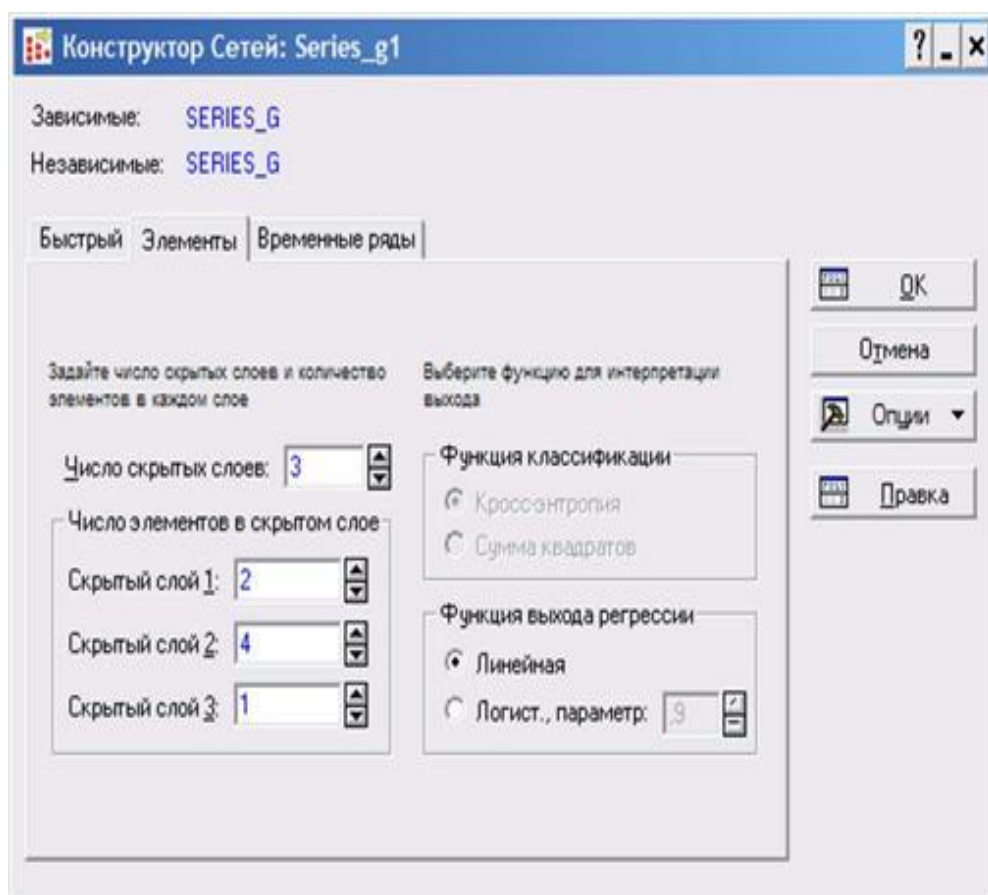 Конструктор Сетей: Series_g1
Зависимые: SERIES_G
Независимые: SERIES_G
Быстрый Элементы Временные ряды
Задайте число скрытых слоев и количество
элементов в каждом слое
Число скрытых слоев: 3
Число элементов в скрытом слое
Скрытый слой 1: 2
Скрытый слой 2: 4
Скрытый слой 3: 1
Выберите функцию для интерпретации
выхода
Функция классификации
Кросс-энтропия
Сумма квадратов
Функция выхода регрессии
Линейная
Логист., параметр: ,9
OK
Отмена
Опции
Правка